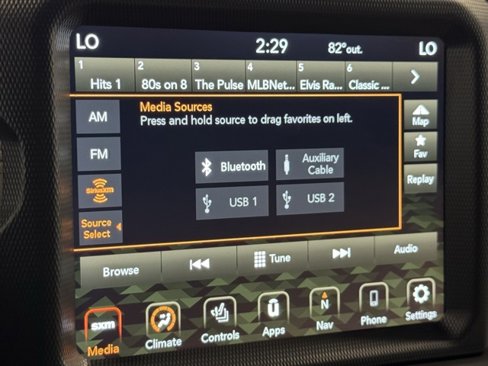 LO 2:29 82°out. LO
1 2 3 4 5 6
Hits 1 80s on 8 The Pulse MLBNet... Elvis Ra... Classic ...
Media Sources
Press and hold source to drag favorites on left.
AM
FM
SiriusXM
Source
Select
Bluetooth
Auxiliary
Cable
USB 1
USB 2
Map
Fav
Replay
Browse Tune Audio
sxm
Media
Climate
Controls
Apps
N
Nav
Phone
Settings